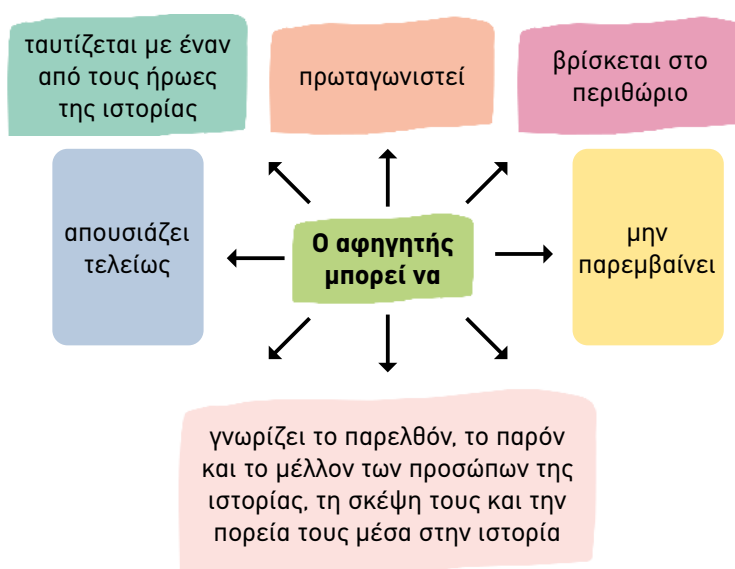 ταυτίζεται με έναν
από τους ήρωες
της ιστορίας
πρωταγωνιστεί
βρίσκεται στο
περιθώριο
απουσιάζει
τελείως
Ο αφηγητής
μπορεί να
μην
παρεμβαίνει
γνωρίζει το παρελθόν, το παρόν
και το μέλλον των προσώπων της
ιστορίας, τη σκέψη τους και την
πορεία τους μέσα στην ιστορία